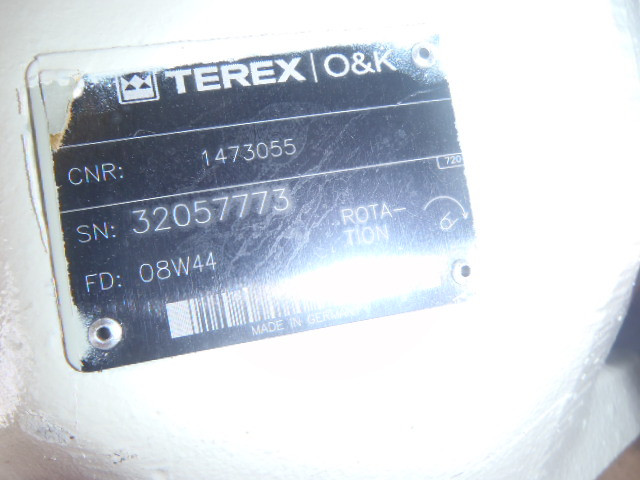 TEREX | O&K
CNR: 1473055
720
SN: 32057773
ROTA-
TION
FD: 08W44
MADE IN GERMANY